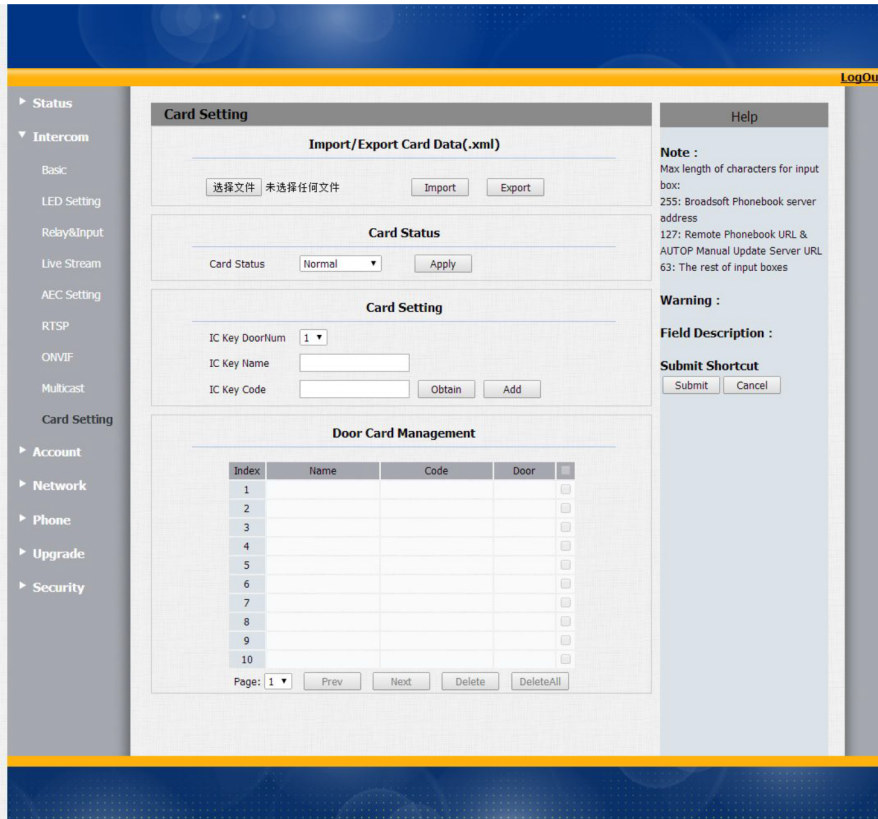 LogOu
Status
Intercom
Basic
LED Setting
Relay&Input
Live Stream
AEC Setting
RTSP
ONVIF
Multicast
Card Setting
Account
Network
Phone
Upgrade
Security
Card Setting
Import/Export Card Data(.xml)
选择文件 未选择任何文件 Import Export
Card Status
Card Status Normal Apply
Card Setting
IC Key DoorNum 1
IC Key Name
IC Key Code Obtain Add
Door Card Management
Index Name Code Door
1
2
3
4
5
6
7
8
9
10
Page: 1 Prev Next Delete DeleteAll
Help
Note :
Max length of characters for input
box:
255: Broadsoft Phonebook server
address
127: Remote Phonebook URL &
AUTOP Manual Update Server URL
63: The rest of input boxes
Warning :
Field Description :
Submit Shortcut
Submit Cancel